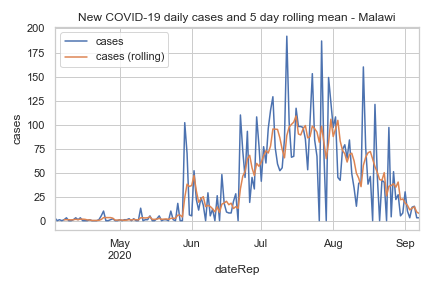 New COVID-19 daily cases and 5 day rolling mean - Malawi
200
175
150
125
100
75
50
25
0
cases
cases
cases (rolling)
May
2020
Jun
Jul
Aug
Sep
dateRep